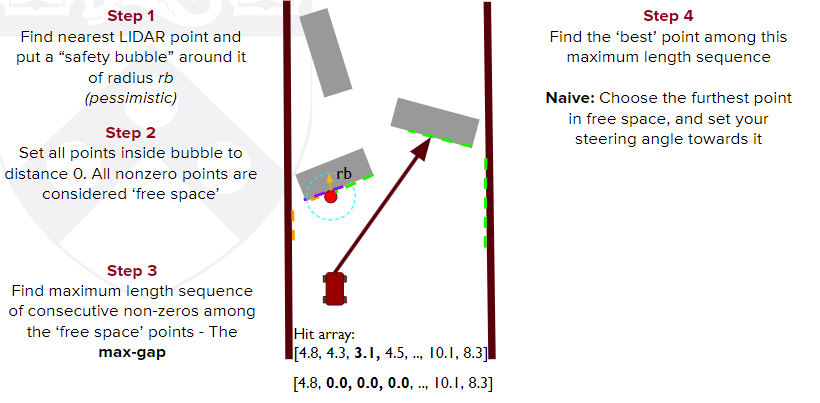 Step 1
Find nearest LIDAR point and
put a “safety bubble” around it
of radius rb
(pessimistic)
Step 2
Set all points inside bubble to
distance 0. All nonzero points are
considered ‘free space’
Step 3
Find maximum length sequence
of consecutive non-zeros among
the ‘free space’ points - The
max-gap
rb
Hit array:
[4.8, 4.3, 3.1, 4.5, .., 10.1, 8.3]
[4.8, 0.0, 0.0, 0.0, .., 10.1, 8.3]
Step 4
Find the ‘best’ point among this
maximum length sequence
Naive: Choose the furthest point
in free space, and set your
steering angle towards it